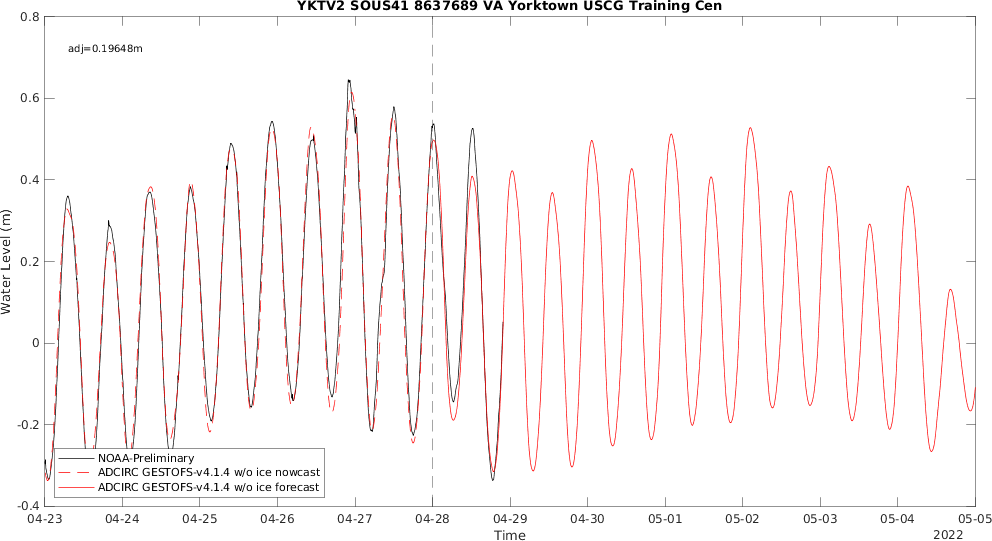 YKTV2 SOUS41 8637689 VA Yorktown USCG Training Cen
adj=0.19648m
0.8
0.6
0.4
0.2
0
-0.2
-0.4
Water Level (m)
NOAA-Preliminary
ADCIRC GESTOFS-v4.1.4 w/o ice nowcast
ADCIRC GESTOFS-v4.1.4 w/o ice forecast
04-23 04-24 04-25 04-26 04-27 04-28 04-29 04-30 05-01 05-02 05-03 05-04 05-05
Time
2022